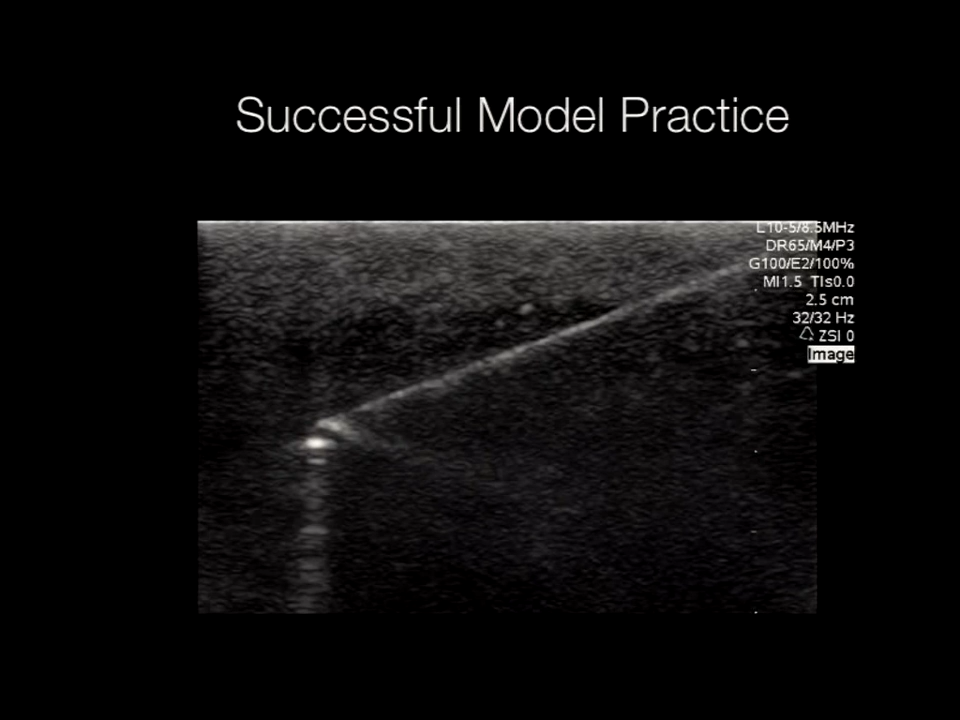 Successful Model Practice
L10-5/8.5MHz
DR65/M4/P3
G100/E2/100%
MI1.5 TIs0.0
2.5 cm
32/32 Hz
ZSI 0
Image